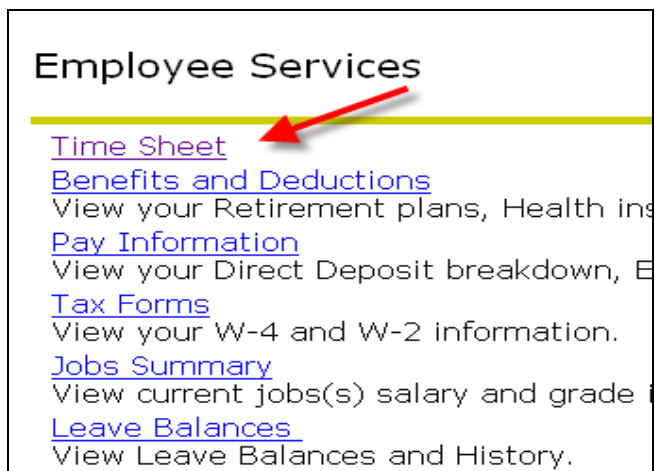 Employee Services
Time Sheet
Benefits and Deductions
View your Retirement plans, Health ins
Pay Information
View your Direct Deposit breakdown, E
Tax Forms
View your W-4 and W-2 information.
Jobs Summary
View current jobs(s) salary and grade i
Leave Balances
View Leave Balances and History.